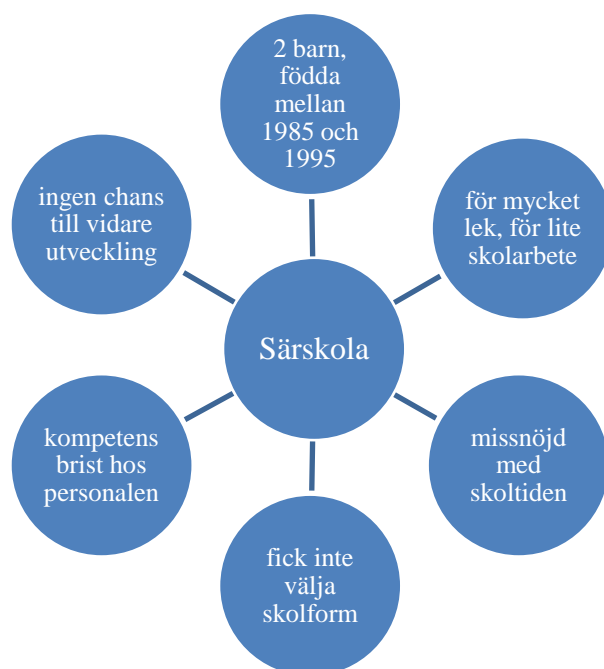 2 barn,
födda
mellan
1985 och
1995
för mycket
lek, för lite
skolarbete
missnöjd
med
skoltiden
fick inte
välja
skolform
kompetens
brist hos
personalen
ingen chans
till vidare
utveckling
Särskola